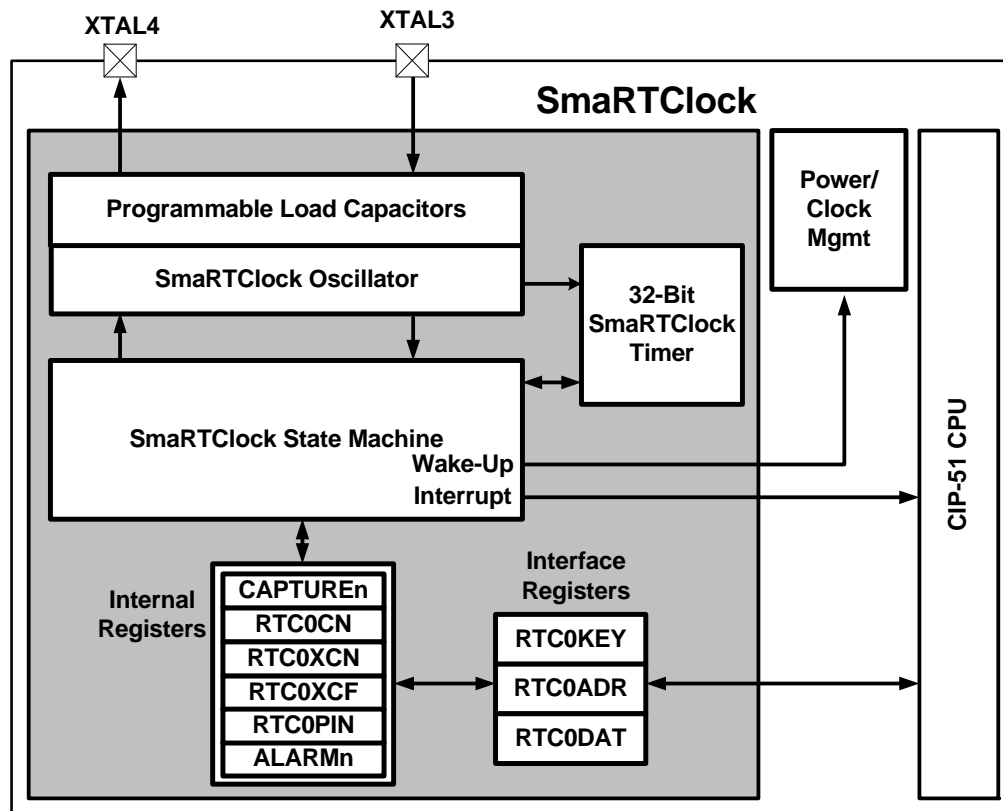 XTAL4
XTAL3
SmaRTClock
Programmable Load Capacitors
SmaRTClock Oscillator
32-Bit
SmaRTClock
Timer
Power/
Clock
Mgmt
SmaRTClock State Machine
Wake-Up
Interrupt
CIP-51 CPU
Internal
Registers
CAPTUREn
RTC0CN
RTC0XCN
RTC0XCF
RTC0PIN
ALARMn
Interface
Registers
RTC0KEY
RTC0ADR
RTC0DAT